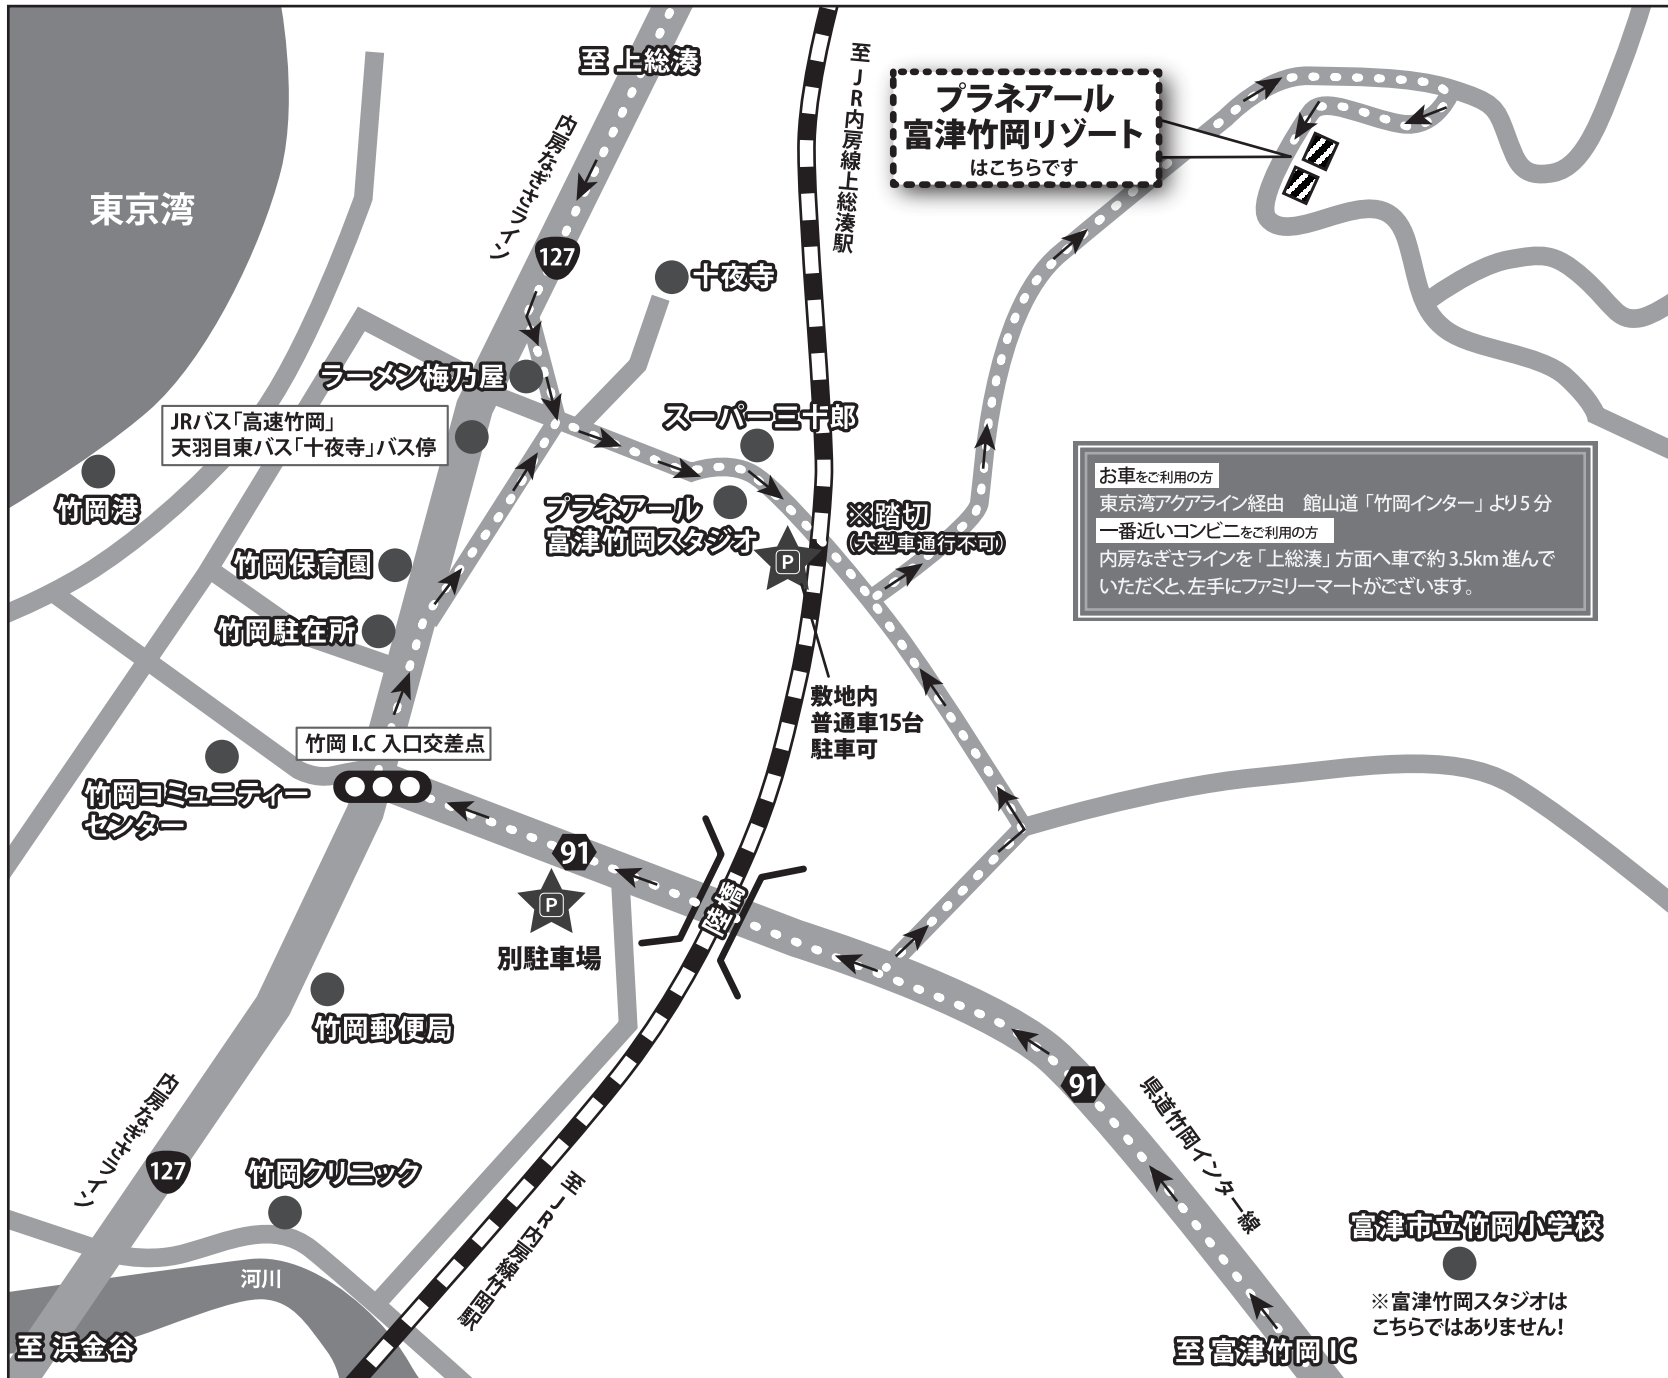 至 上総湊
至JR内房線上総湊駅
プラネアール
富津竹岡リゾート
はこちらです
内房なぎさライン
東京湾
127
十夜寺
ラーメン梅乃屋
スーパー三十郎
JRバス「高速竹岡」
天羽目東バス「十夜寺」バス停
竹岡港
プラネアール
富津竹岡スタジオ
P
※踏切
(大型車通行不可)
お車をご利用の方
東京湾アクアライン経由　館山道「竹岡インター」より5分
一番近いコンビニをご利用の方
内房なぎさラインを「上総湊」方面へ車で約3.5km進んで
いただくと、左手にファミリーマートがございます。
竹岡保育園
竹岡駐在所
敷地内
普通車15台
駐車可
竹岡 I.C 入口交差点
竹岡コミュニティー
センター
91
P
別駐車場
陸橋
竹岡郵便局
内房なぎさライン
127
竹岡クリニック
至JR内房線竹岡駅
91
県道竹岡インター線
富津市立竹岡小学校
※富津竹岡スタジオは
こちらではありません!
河川
至 浜金谷
至 富津竹岡 IC